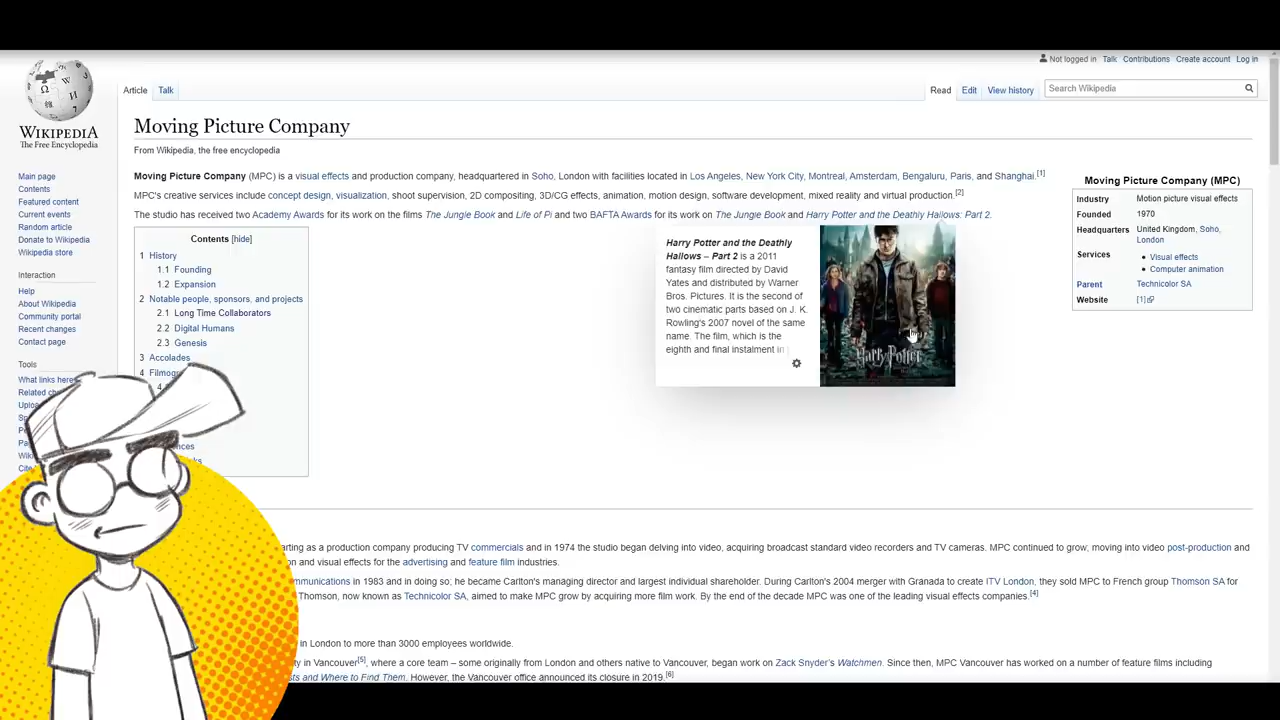 Not logged in Talk Contributions Create account Log in
Article Talk
Read Edit View history Search Wikipedia
WIKIPEDIA
The Free Encyclopedia
Moving Picture Company
From Wikipedia, the free encyclopedia
Main page
Contents
Featured content
Current events
Random article
Donate to Wikipedia
Wikipedia store
Interaction
Help
About Wikipedia
Community portal
Recent changes
Contact page
Tools
What links here
Related
Moving Picture Company (MPC) is a visual effects and production company, headquartered in Soho, London with facilities located in Los Angeles, New York City, Montreal, Amsterdam, Bengaluru, Paris, and Shanghai.[1]
MPC's creative services include concept design, visualization, shoot supervision, 2D compositing, 3D/CG effects, animation, motion design, software development, mixed reality and virtual production.[2]
The studio has received two Academy Awards for its work on the films The Jungle Book and Life of Pi and two BAFTA Awards for its work on The Jungle Book and Harry Potter and the Deathly Hallows: Part 2.
Contents [hide]
1 History
1.1 Founding
1.2 Expansion
2 Notable people, sponsors, and projects
2.1 Long Time Collaborators
2.2 Digital Humans
2.3 Genesis
3 Accolades
4
Harry Potter and the Deathly
Hallows – Part 2 is a 2011
fantasy film directed by David
Yates and distributed by Warner
Bros. Pictures. It is the second of
two cinematic parts based on J. K.
Rowling's 2007 novel of the same
name. The film, which is the
eighth and final instalment in
Harry Potter
Moving Picture Company (MPC)
Industry Motion picture visual effects
Founded 1970
Headquarters United Kingdom, Soho,
London
Services • Visual effects
• Computer animation
Parent Technicolor SA
Website [1]
as a production company producing TV commercials and in 1974 the studio began delving into video, acquiring broadcast standard video recorders and TV cameras. MPC continued to grow, moving into video post-production and
and visual effects for the advertising and feature film industries.
in 1983 and in doing so; he became Carlton's managing director and largest individual shareholder. During Carlton's 2004 merger with Granada to create ITV London, they sold MPC to French group Thomson SA for
Thomson, now known as Technicolor SA, aimed to make MPC grow by acquiring more film work. By the end of the decade MPC was one of the leading visual effects companies.[4]
in London to more than 3000 employees worldwide.
in Vancouver[5], where a core team – some originally from London and others native to Vancouver, began work on Zack Snyder's Watchmen. Since then, MPC Vancouver has worked on a number of feature films including
and Where to Find Them. However, the Vancouver office announced its closure in 2019.[6]